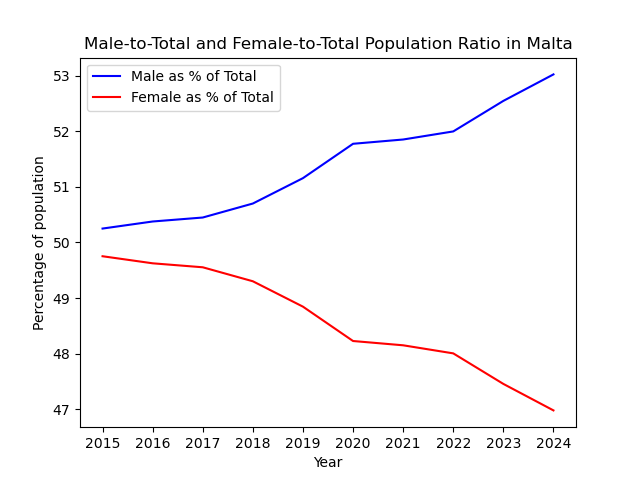 Male-to-Total and Female-to-Total Population Ratio in Malta
Male as % of Total
Female as % of Total
Percentage of population
53
52
51
50
49
48
47
2015 2016 2017 2018 2019 2020 2021 2022 2023 2024
Year